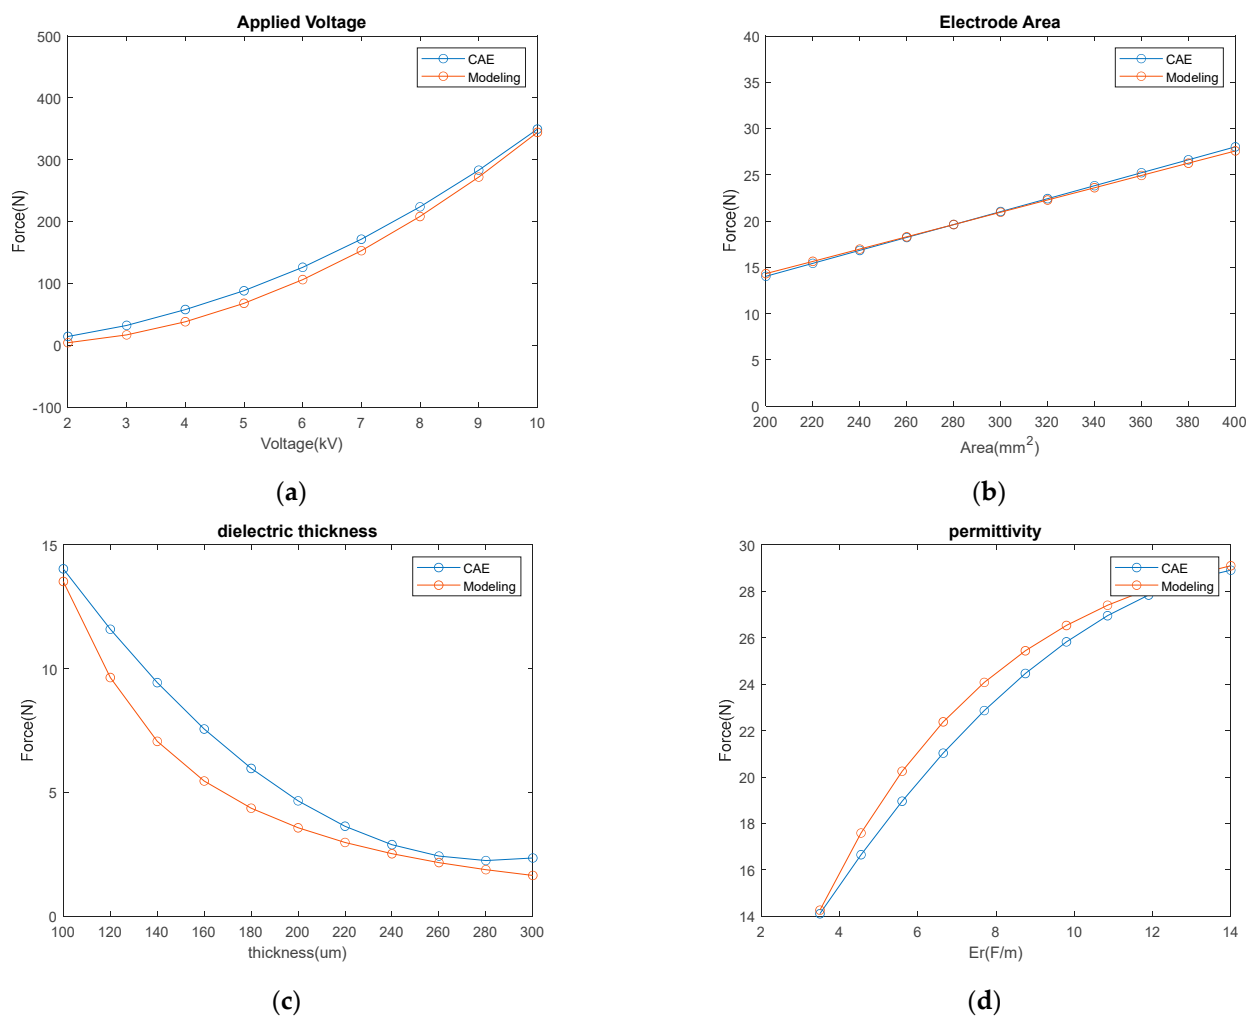 Applied Voltage
500
400
300
200
100
0
-100
Force(N)
CAE
Modeling
2 3 4 5 6 7 8 9 10
Voltage(kV)
(a)
Electrode Area
40
35
30
25
20
15
10
5
0
Force(N)
CAE
Modeling
200 220 240 260 280 300 320 340 360 380 400
Area(mm²)
(b)
dielectric thickness
15
10
5
0
Force(N)
CAE
Modeling
100 120 140 160 180 200 220 240 260 280 300
thickness(um)
(c)
permittivity
30
28
26
24
22
20
18
16
14
Force(N)
CAE
Modeling
2 4 6 8 10 12 14
Er(F/m)
(d)